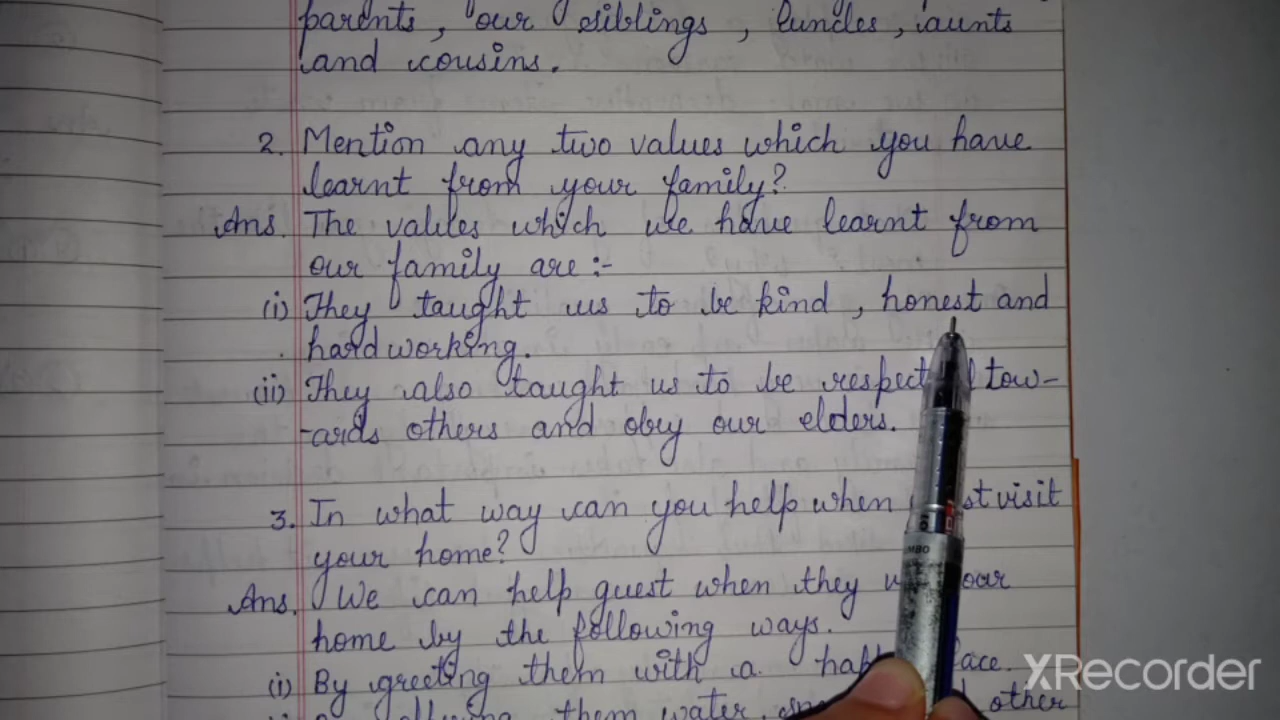 parents, our siblings, uncles, aunts
and cousins.
2. Mention any two values which you have
learnt from your family?
Ans. The values which we have learnt from
our family are :-
(i) They taught us to be kind, honest and
hardworking.
(ii) They also taught us to be tow-
-ards others and obey our elders.
3. In what way can you help when visit
your home?
Ans. We can help guest when they our
home by the following ways.
(i) By greeting them with a face.
them water, other
XRecorder